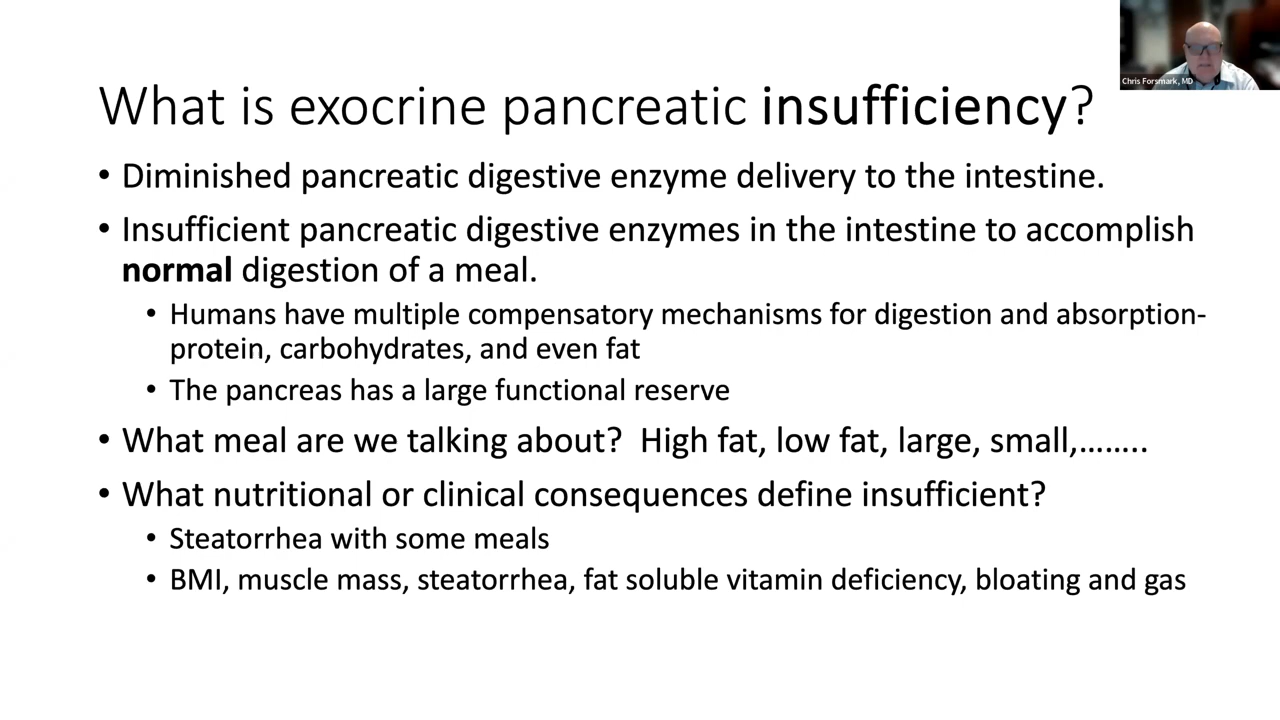 Chris Forsmark, MD
What is exocrine pancreatic insufficiency?
• Diminished pancreatic digestive enzyme delivery to the intestine.
• Insufficient pancreatic digestive enzymes in the intestine to accomplish
normal digestion of a meal.
• Humans have multiple compensatory mechanisms for digestion and absorption-
protein, carbohydrates, and even fat
• The pancreas has a large functional reserve
• What meal are we talking about?  High fat, low fat, large, small,……..
• What nutritional or clinical consequences define insufficient?
• Steatorrhea with some meals
• BMI, muscle mass, steatorrhea, fat soluble vitamin deficiency, bloating and gas